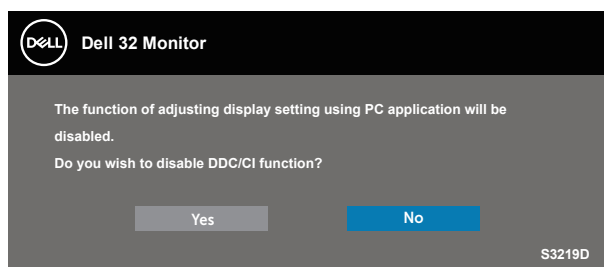 DELL
Dell 32 Monitor
The function of adjusting display setting using PC application will be
disabled.
Do you wish to disable DDC/CI function?
Yes
No
S3219D